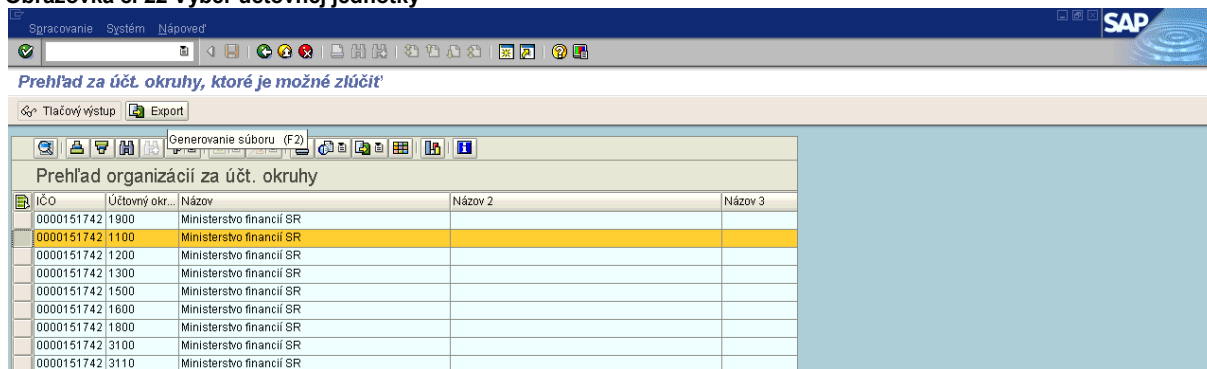 Obrázovka čí 22 Výber účtovnej jednotky
Spracovanie Systém Nápoveď
SAP
Prehľad za účt. okruhy, ktoré je možné zlúčiť
Tlačový výstup Export
Generovanie súboru (F2)
Prehľad organizácií za účt. okruhy
IČO Účtovný okr... Názov Názov 2 Názov 3
0000151742 1900 Ministerstvo financií SR
0000151742 1100 Ministerstvo financií SR
0000151742 1200 Ministerstvo financií SR
0000151742 1300 Ministerstvo financií SR
0000151742 1500 Ministerstvo financií SR
0000151742 1600 Ministerstvo financií SR
0000151742 1800 Ministerstvo financií SR
0000151742 3100 Ministerstvo financií SR
0000151742 3110 Ministerstvo financií SR